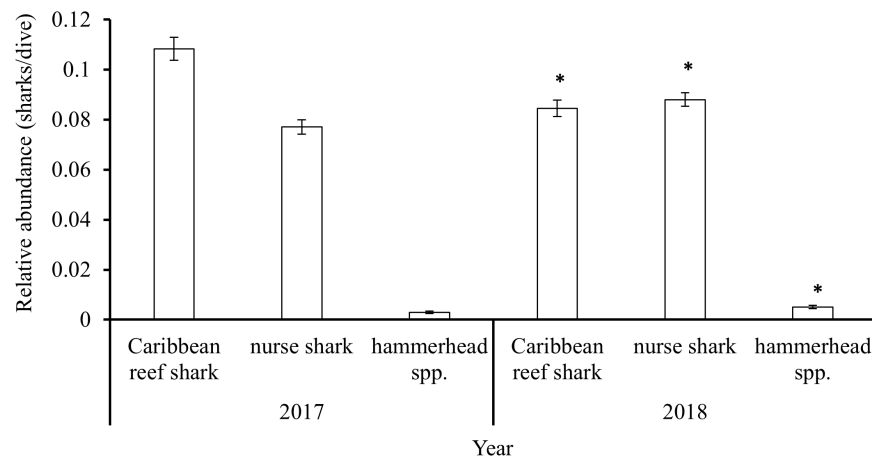 Relative abundance (sharks/dive)
0.12
0.1
0.08
0.06
0.04
0.02
0
*
*
*
Caribbean
reef shark
nurse shark
hammerhead
spp.
Caribbean
reef shark
nurse shark
hammerhead
spp.
2017
2018
Year